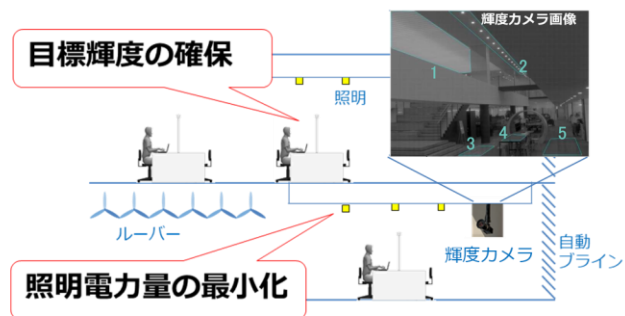 目標輝度の確保
輝度カメラ画像
1
2
3
4
5
照明
ルーバー
輝度カメラ
自動
ブライン
照明電力量の最小化